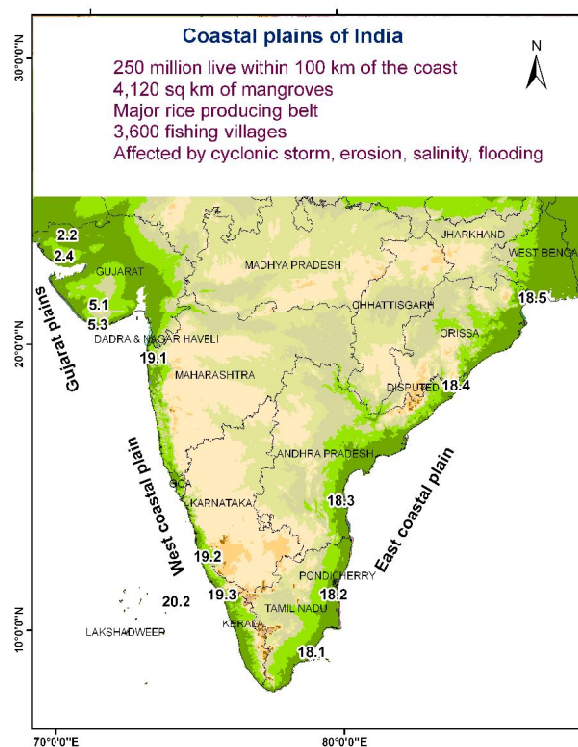 Coastal plains of India
250 million live within 100 km of the coast
4,120 sq km of mangroves
Major rice producing belt
3,600 fishing villages
Affected by cyclonic storm, erosion, salinity, flooding
N
30°0'0"N
2.2
JHARKHAND
WEST BENGAL
2.4
GUJARAT
MADHYA PRADESH
CHHATTISGARH
18.5
5.1
5.3
ORISSA
Gujarat plains
DADRA & NAGAR HAVELI
20°0'0"N
19.1
MAHARASHTRA
DISPUTED
18.4
ANDHRA PRADESH
West Coastal plain
GOA
KARNATAKA
18.3
East coastal plain
19.2
PONDICHERRY
20.2
19.3
18.2
TAMIL NADU
LAKSHADWEEP
KERALA
10°0'0"N
18.1
70°0'0"E
80°0'0"E